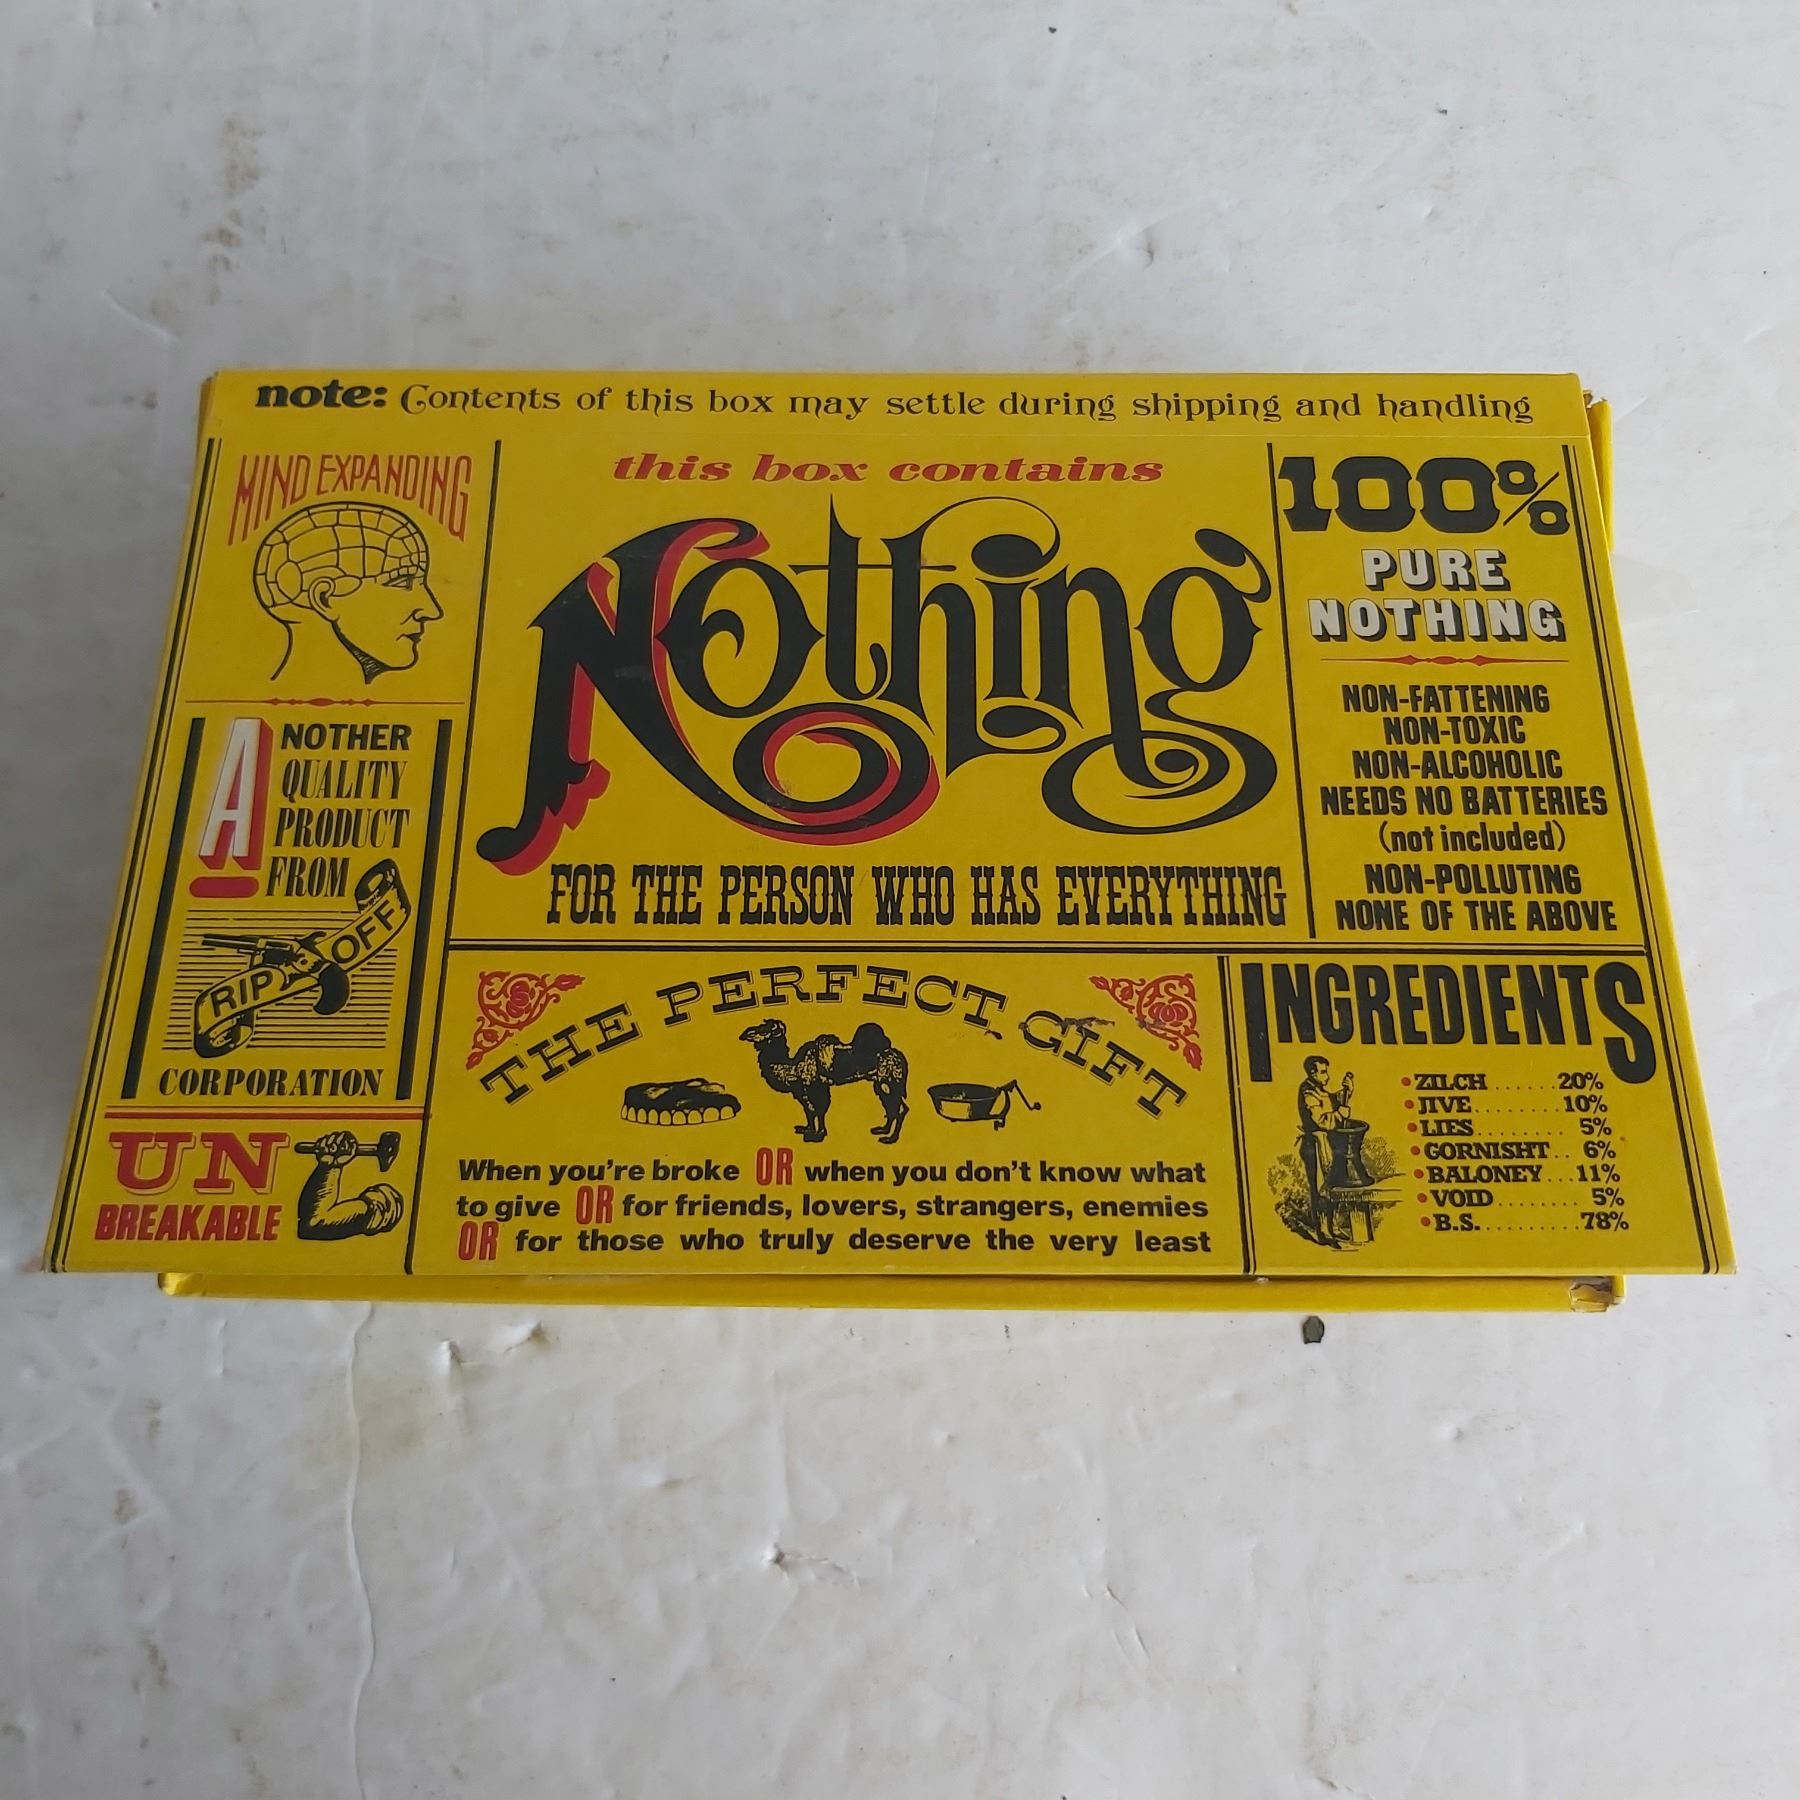 note: Contents of this box may settle during shipping and handling
MIND EXPANDING
A
NOTHER
QUALITY
PRODUCT
FROM
RIP OFF
CORPORATION
UN
BREAKABLE
this box contains
Nothing
FOR THE PERSON WHO HAS EVERYTHING
THE PERFECT GIFT
When you're broke OR when you don't know what
to give OR for friends, lovers, strangers, enemies
OR for those who truly deserve the very least
100%
PURE
NOTHING
NON-FATTENING
NON-TOXIC
NON-ALCOHOLIC
NEEDS NO BATTERIES
(not included)
NON-POLLUTING
NONE OF THE ABOVE
INGREDIENTS
• ZILCH ...... 20%
• JIVE ........ 10%
• LIES ........ 5%
• GORNISHT .. 6%
• BALONEY ... 11%
• VOID ........ 5%
• B.S. ......... 78%